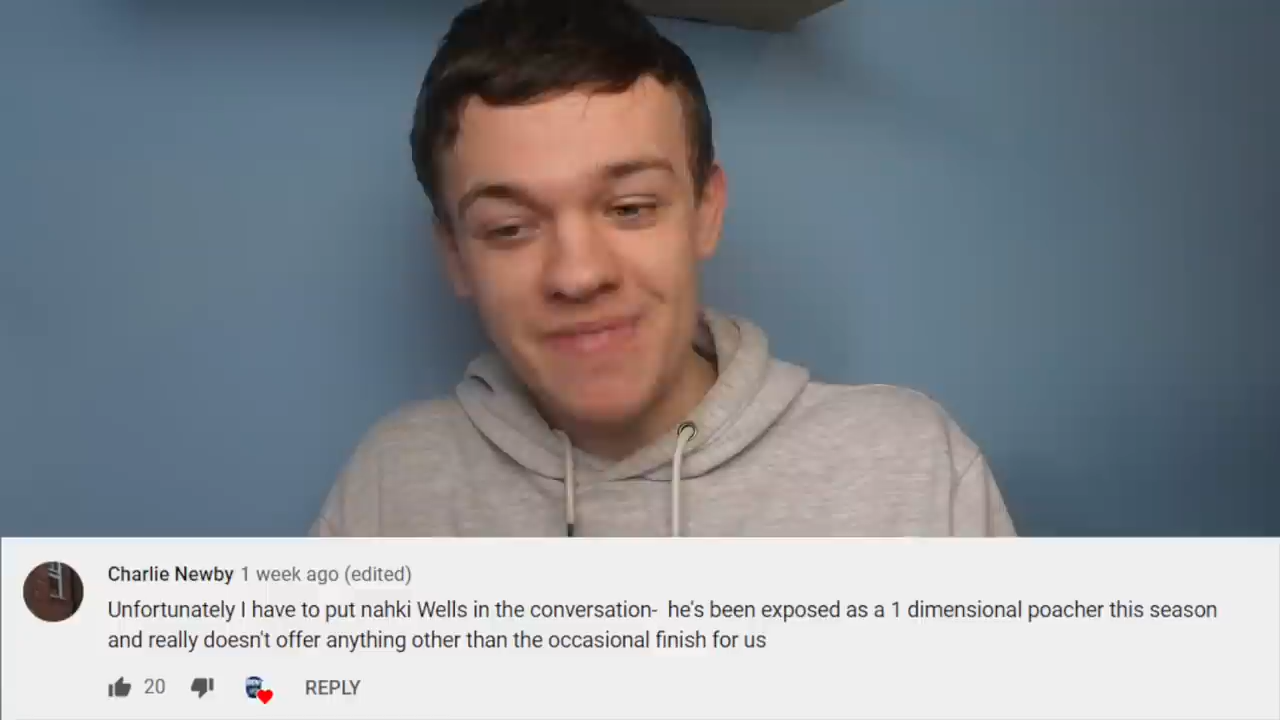 Charlie Newby 1 week ago (edited)
Unfortunately I have to put nahki Wells in the conversation-  he's been exposed as a 1 dimensional poacher this season
and really doesn't offer anything other than the occasional finish for us
20 REPLY